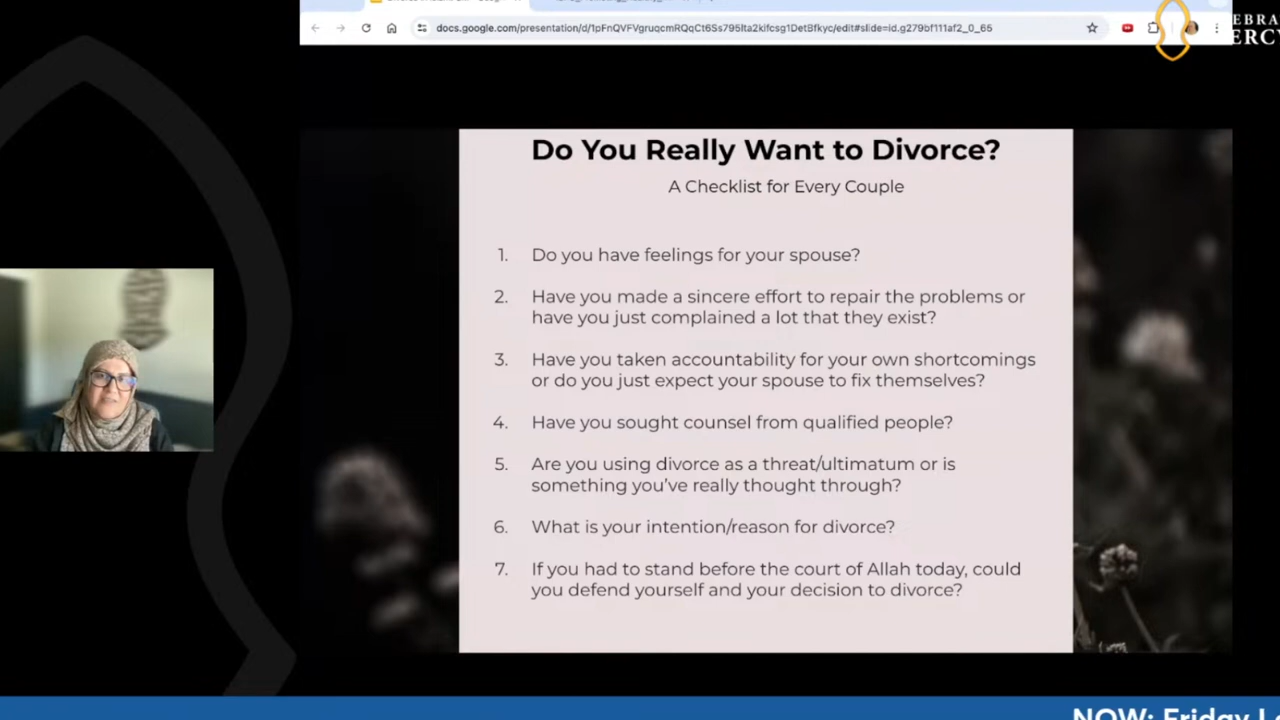 docs.google.com/presentation/d/1pFnQVFVgruqcmRQqCt6Ss795lta2kifcsg1DetBfkyc/edit#slide=id.g279bf111af2_0_65
EBRA
ERCY
Do You Really Want to Divorce?
A Checklist for Every Couple
1. Do you have feelings for your spouse?
2. Have you made a sincere effort to repair the problems or
have you just complained a lot that they exist?
3. Have you taken accountability for your own shortcomings
or do you just expect your spouse to fix themselves?
4. Have you sought counsel from qualified people?
5. Are you using divorce as a threat/ultimatum or is
something you've really thought through?
6. What is your intention/reason for divorce?
7. If you had to stand before the court of Allah today, could
you defend yourself and your decision to divorce?
NOW: Friday